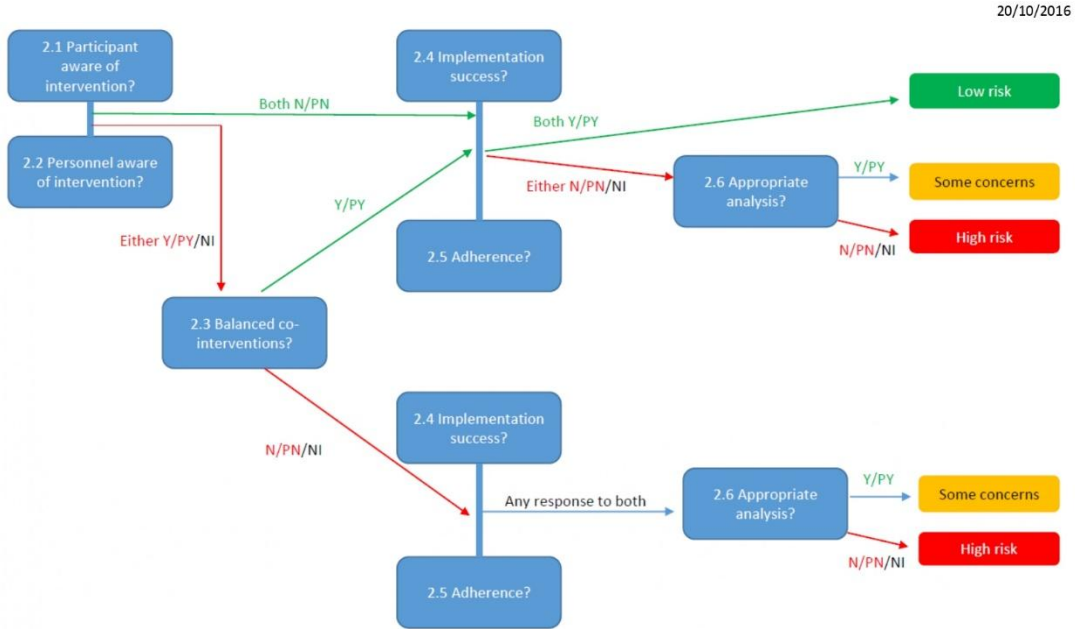 20/10/2016
2.1 Participant
aware of
intervention?
2.2 Personnel aware
of intervention?
Both N/PN
Either Y/PY/NI
2.3 Balanced co-
interventions?
Y/PY
N/PN/NI
2.4 Implementation
success?
2.5 Adherence?
Both Y/PY
Low risk
Either N/PN/NI
2.6 Appropriate
analysis?
Y/PY
Some concerns
N/PN/NI
High risk
2.4 Implementation
success?
2.5 Adherence?
Any response to both
2.6 Appropriate
analysis?
Y/PY
Some concerns
N/PN/NI
High risk